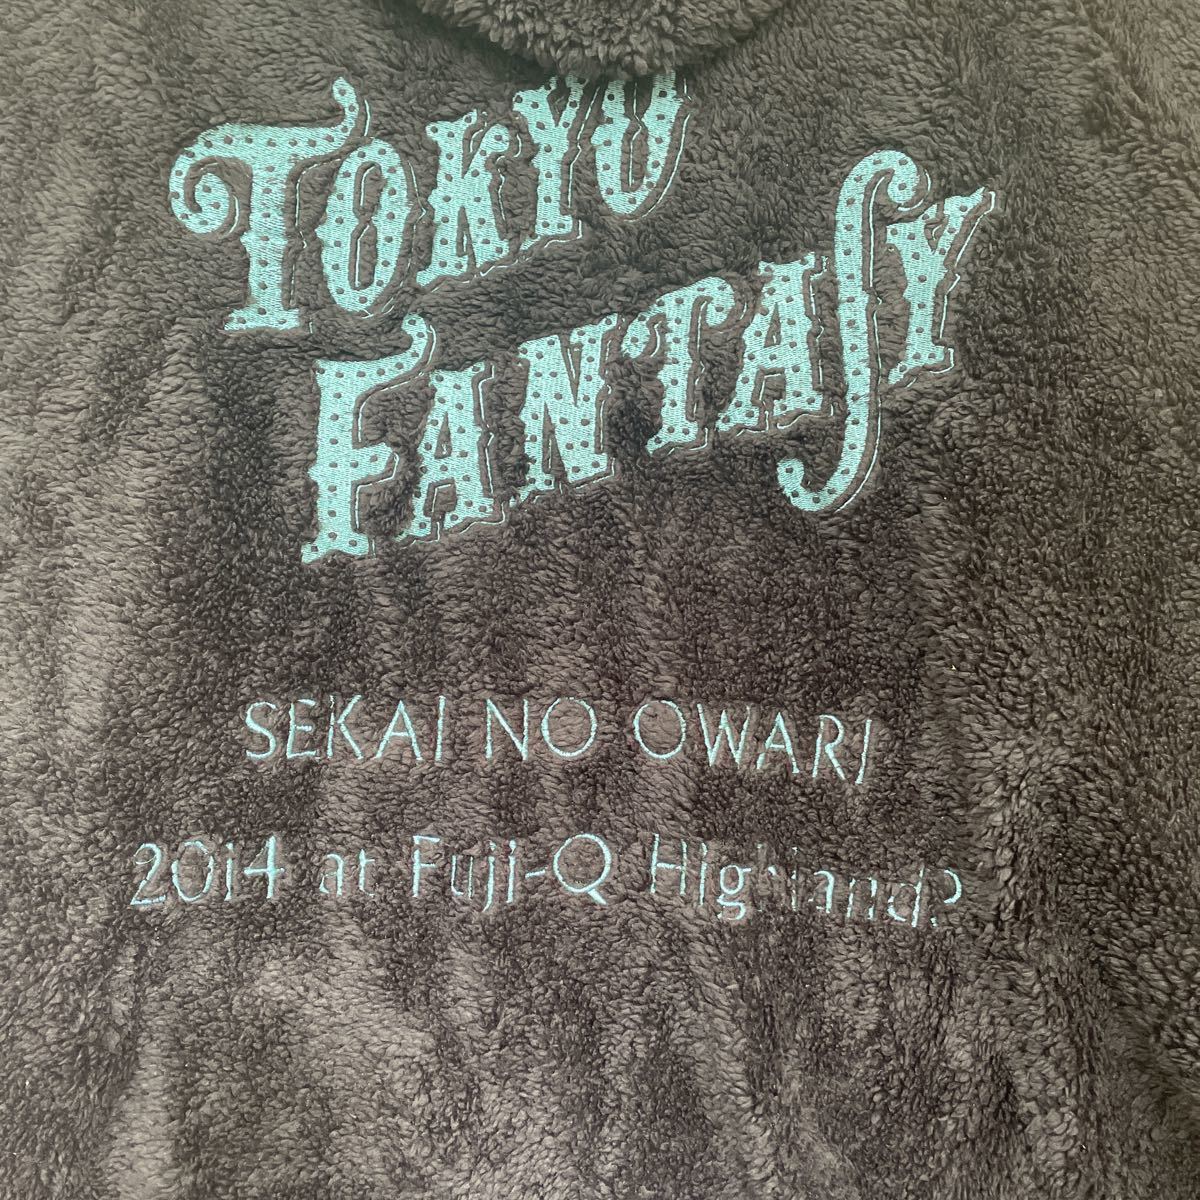 TOKYO
FANTASY
SEKAI NO OWARI
2014 at Fuji-Q Highland?